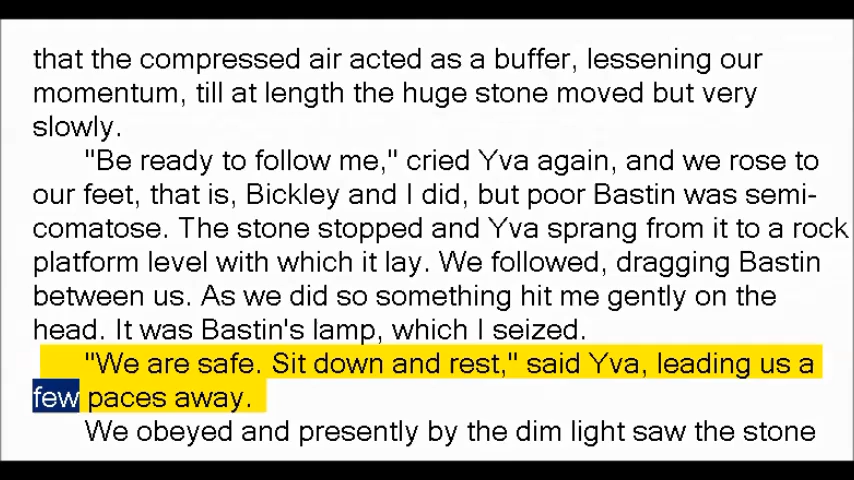 that the compressed air acted as a buffer, lessening our
momentum, till at length the huge stone moved but very
slowly.
"Be ready to follow me," cried Yva again, and we rose to
our feet, that is, Bickley and I did, but poor Bastin was semi-
comatose. The stone stopped and Yva sprang from it to a rock
platform level with which it lay. We followed, dragging Bastin
between us. As we did so something hit me gently on the
head. It was Bastin's lamp, which I seized.
"We are safe. Sit down and rest," said Yva, leading us a
few paces away.
We obeyed and presently by the dim light saw the stone